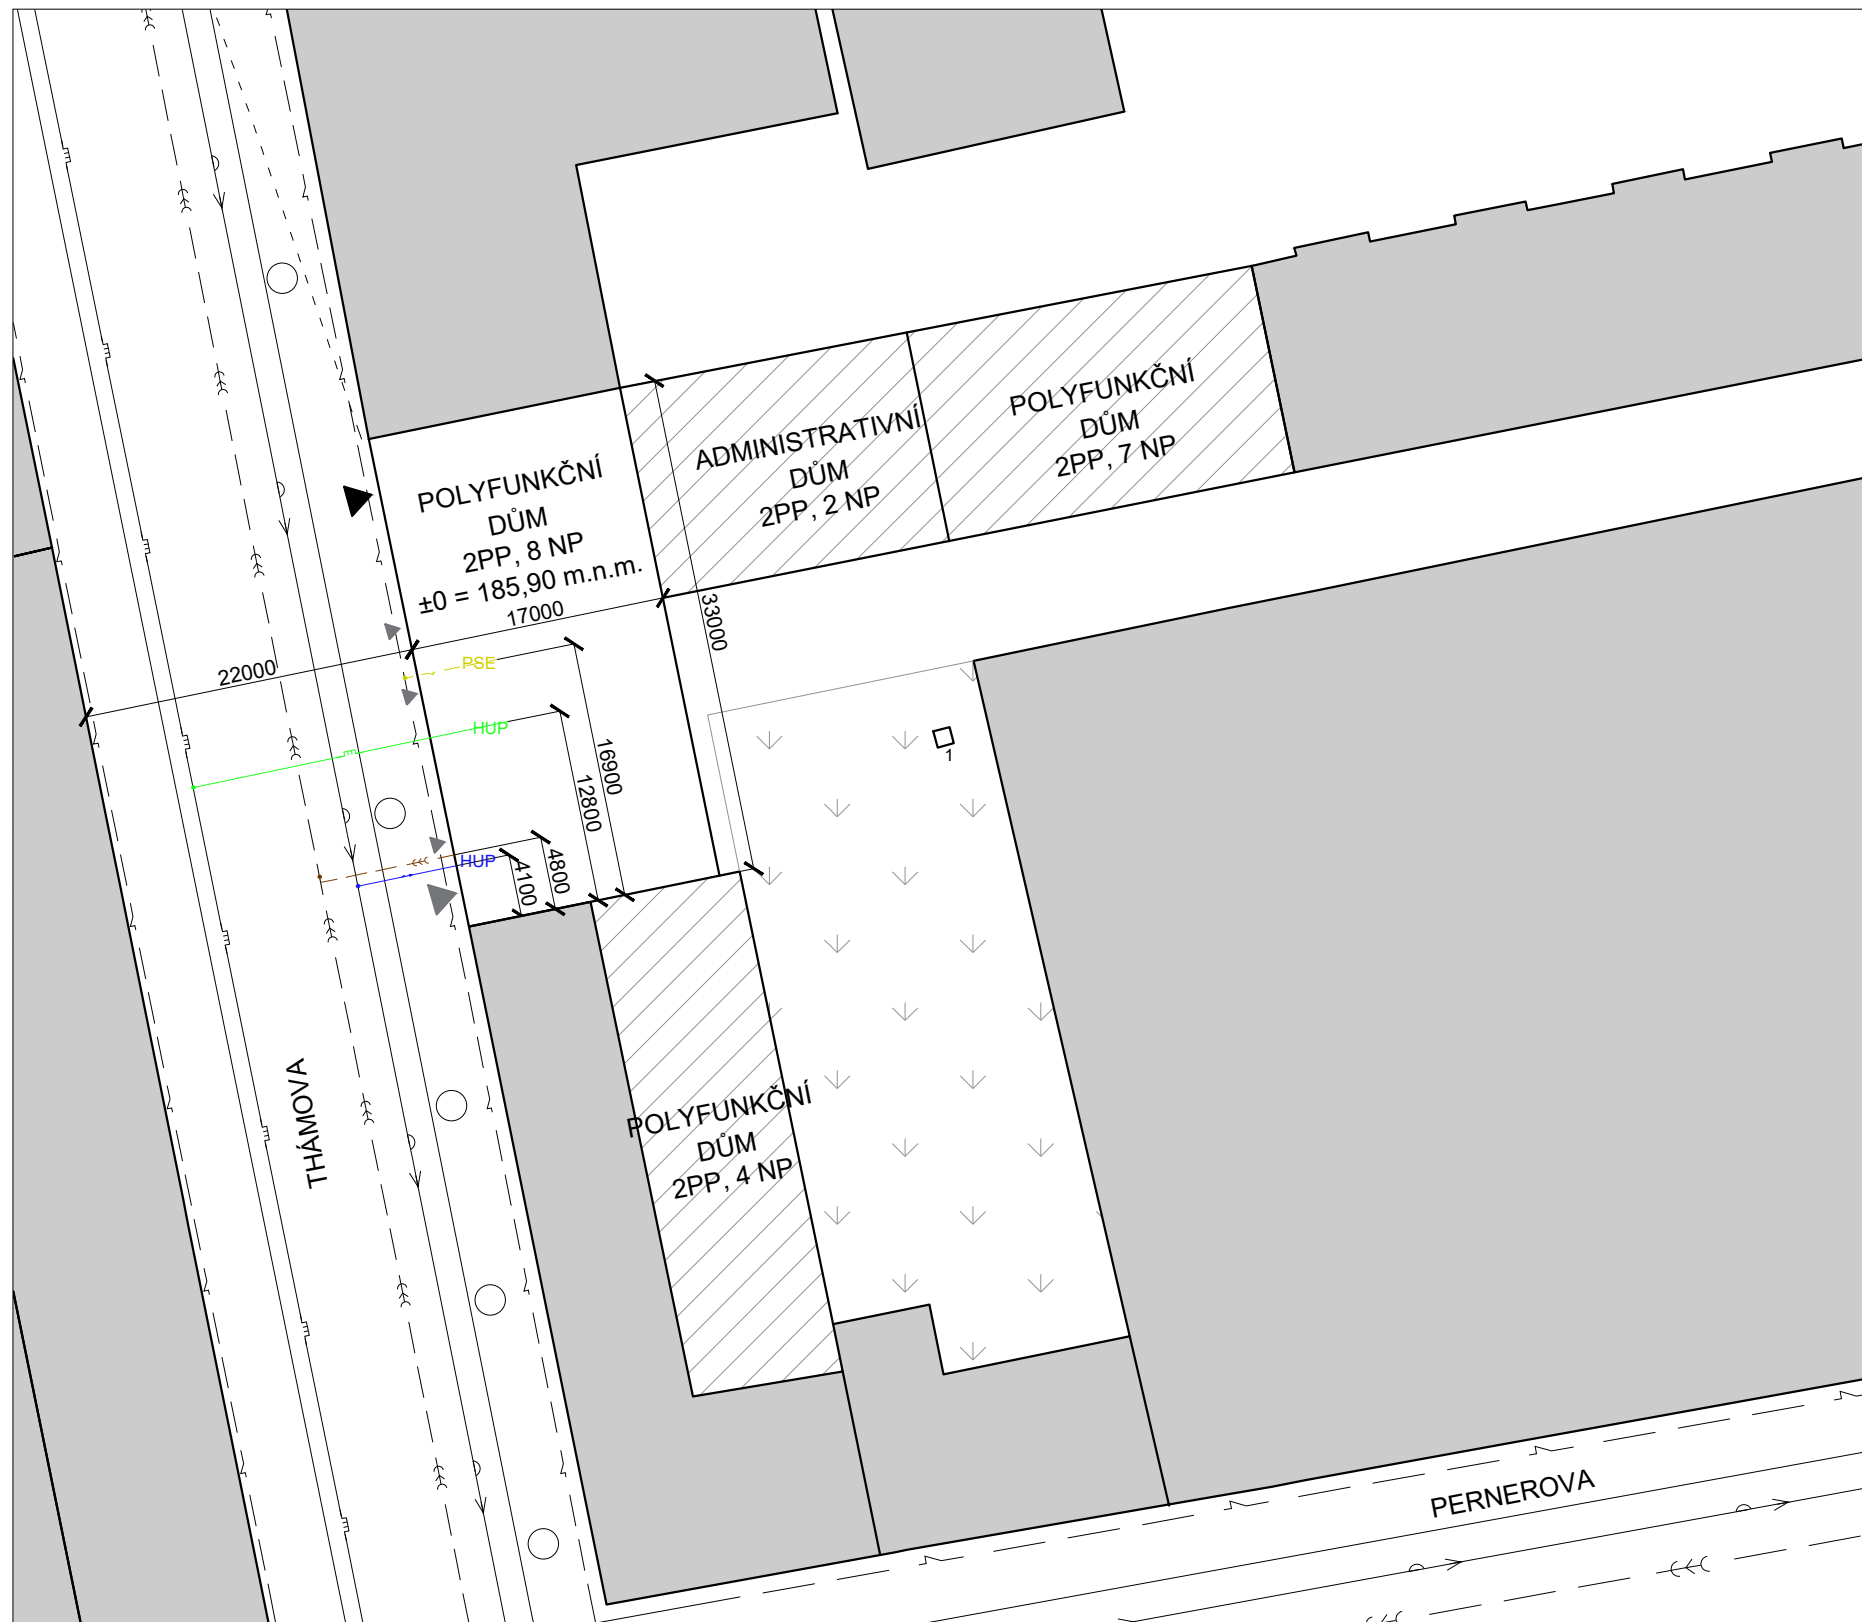 POLYFUNKČNÍ
DŮM
2PP, 7 NP
ADMINISTRATIVNÍ
DŮM
2PP, 2 NP
POLYFUNKČNÍ
DŮM
2PP, 8 NP
±0 = 185,90 m.n.m.
17000
33000
22000
PSE
HUP
16900
12800
1
HUP
4800
4100
THÁMOVA
POLYFUNKČNÍ
DŮM
2PP, 4 NP
PERNEROVA